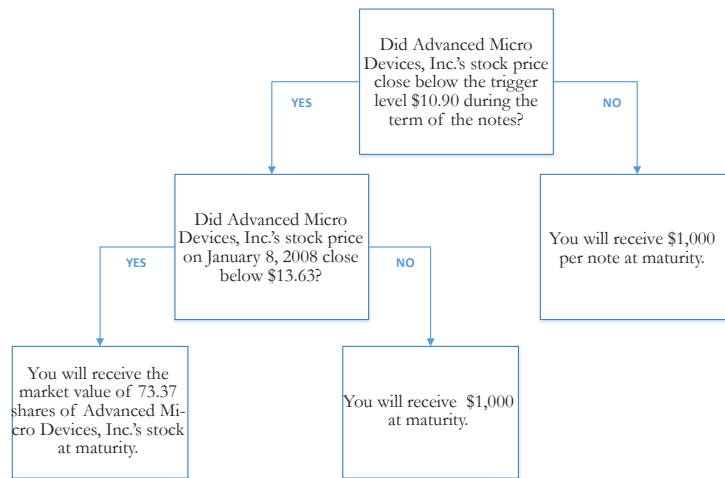 Did Advanced Micro
Devices, Inc.'s stock price
close below the trigger
level $10.90 during the
term of the notes?
YES
NO
Did Advanced Micro
Devices, Inc.'s stock price
on January 8, 2008 close
below $13.63?
You will receive $1,000
per note at maturity.
YES
NO
You will receive the
market value of 73.37
shares of Advanced Mi-
cro Devices, Inc.'s stock
at maturity.
You will receive $1,000
at maturity.